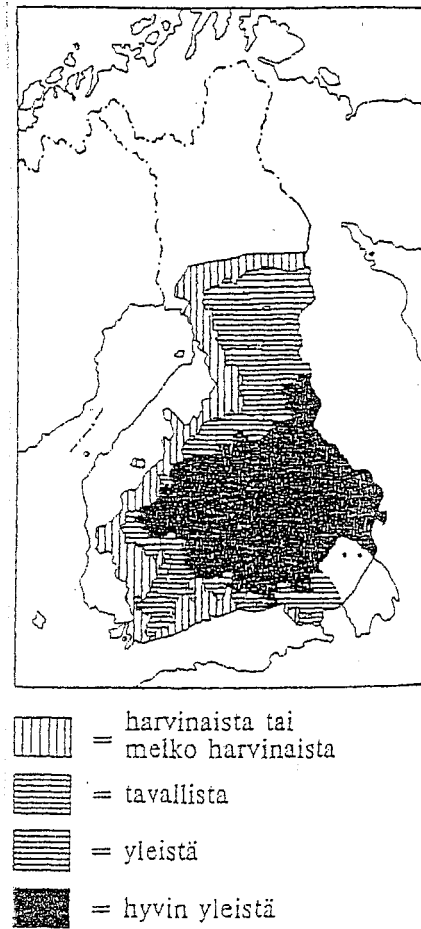 = harvinaista tai
melko harvinaista
= tavallista
= yleistä
= hyvin yleistä